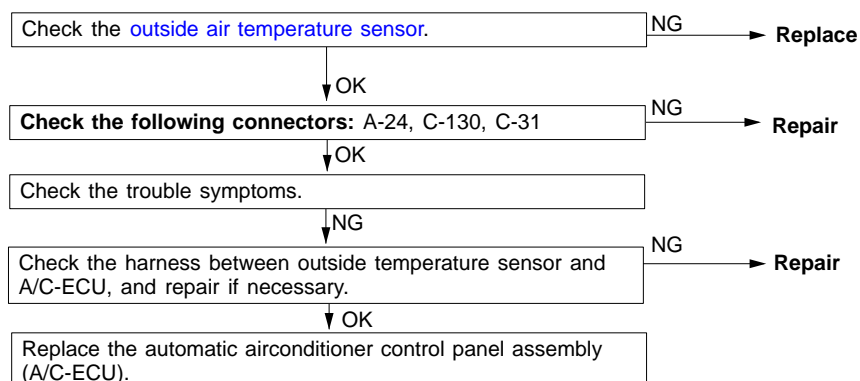 Check the outside air temperature sensor.
NG
Replace
OK
Check the following connectors: A-24, C-130, C-31
NG
Repair
OK
Check the trouble symptoms.
NG
Check the harness between outside temperature sensor and
A/C-ECU, and repair if necessary.
NG
Repair
OK
Replace the automatic airconditioner control panel assembly
(A/C-ECU).